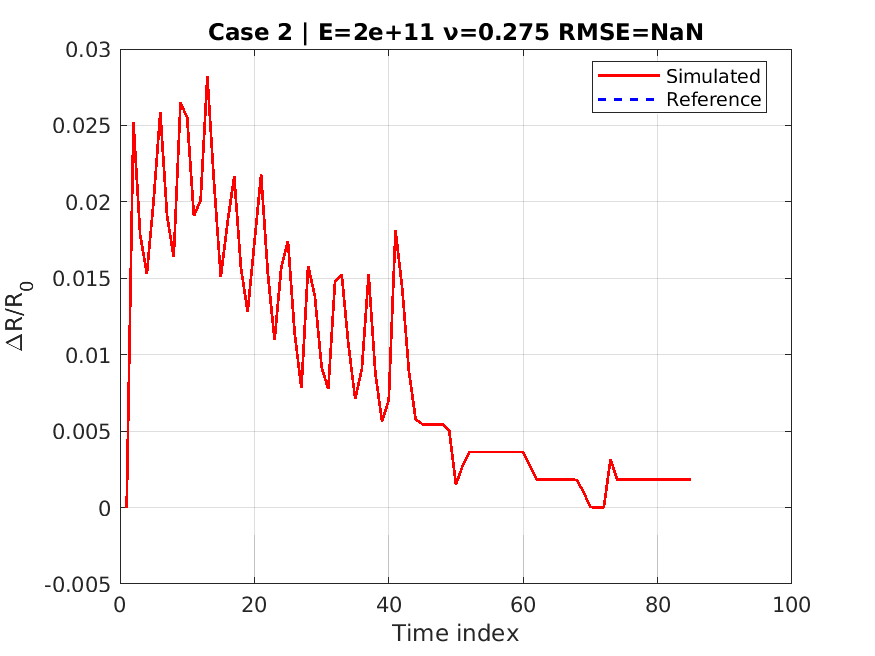 Case 2 | E=2e+11 ν=0.275 RMSE=NaN
Simulated
Reference
0.03
0.025
0.02
0.015
0.01
0.005
0
-0.005
ΔR/R₀
0 20 40 60 80 100
Time index